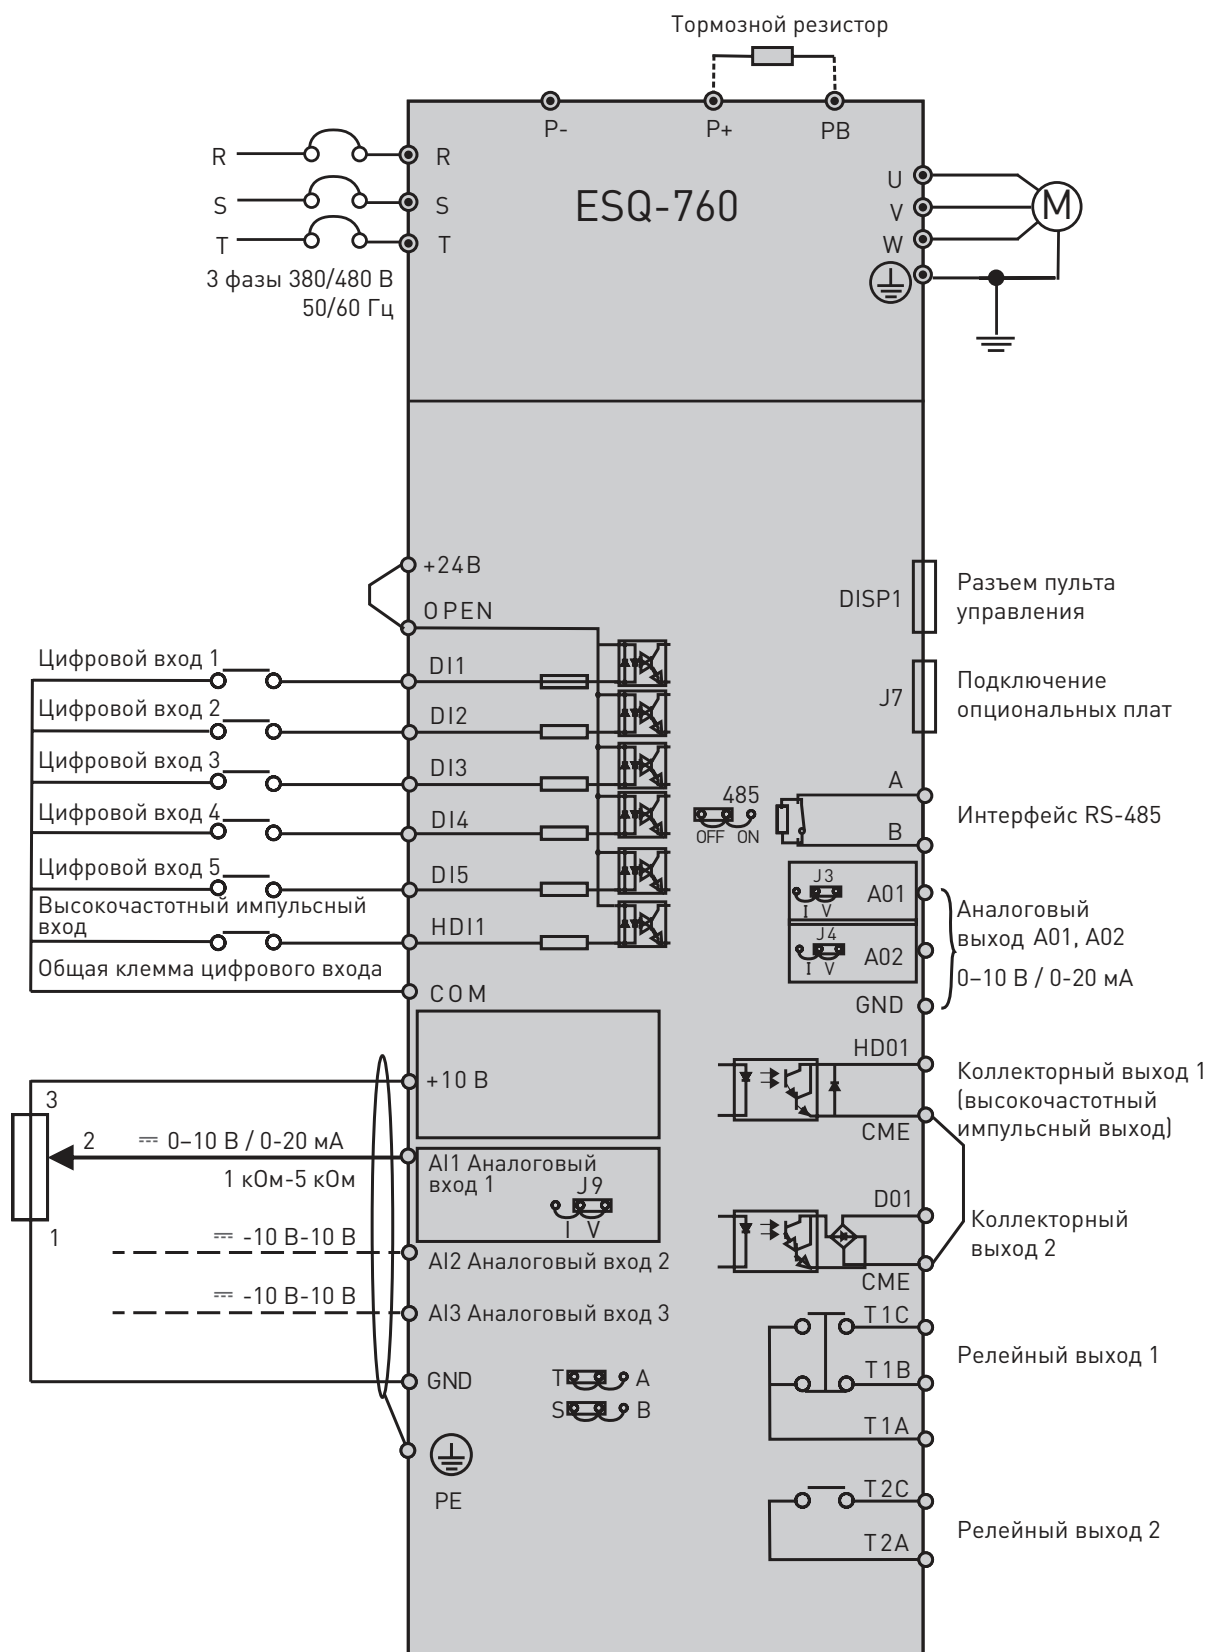 Тормозной резистор
P-
P+
PB
R
R
S
S
T
T
3 фазы 380/480 В
50/60 Гц
ESQ-760
U
V
W
M
+24В
OPEN
Цифровой вход 1
DI1
Цифровой вход 2
DI2
Цифровой вход 3
DI3
Цифровой вход 4
DI4
Цифровой вход 5
DI5
Высокочастотный импульсный
вход
HDI1
Общая клемма цифрового входа
COM
DISP1
Разъем пульта
управления
J7
Подключение
опциональных плат
485
OFF ON
A
B
Интерфейс RS-485
J3
I V
A01
J4
I V
A02
GND
Аналоговый
выход A01, A02
0–10 В / 0-20 мА
+10 В
3
2
1
0–10 В / 0-20 мА
1 кОм-5 кОм
AI1 Аналоговый
вход 1
J9
I V
-10 В-10 В
AI2 Аналоговый вход 2
-10 В-10 В
AI3 Аналоговый вход 3
GND
T A
S B
PE
HD01
CME
Коллекторный выход 1
(высокочастотный
импульсный выход)
D01
CME
Коллекторный
выход 2
T1C
T1B
T1A
Релейный выход 1
T2C
T2A
Релейный выход 2